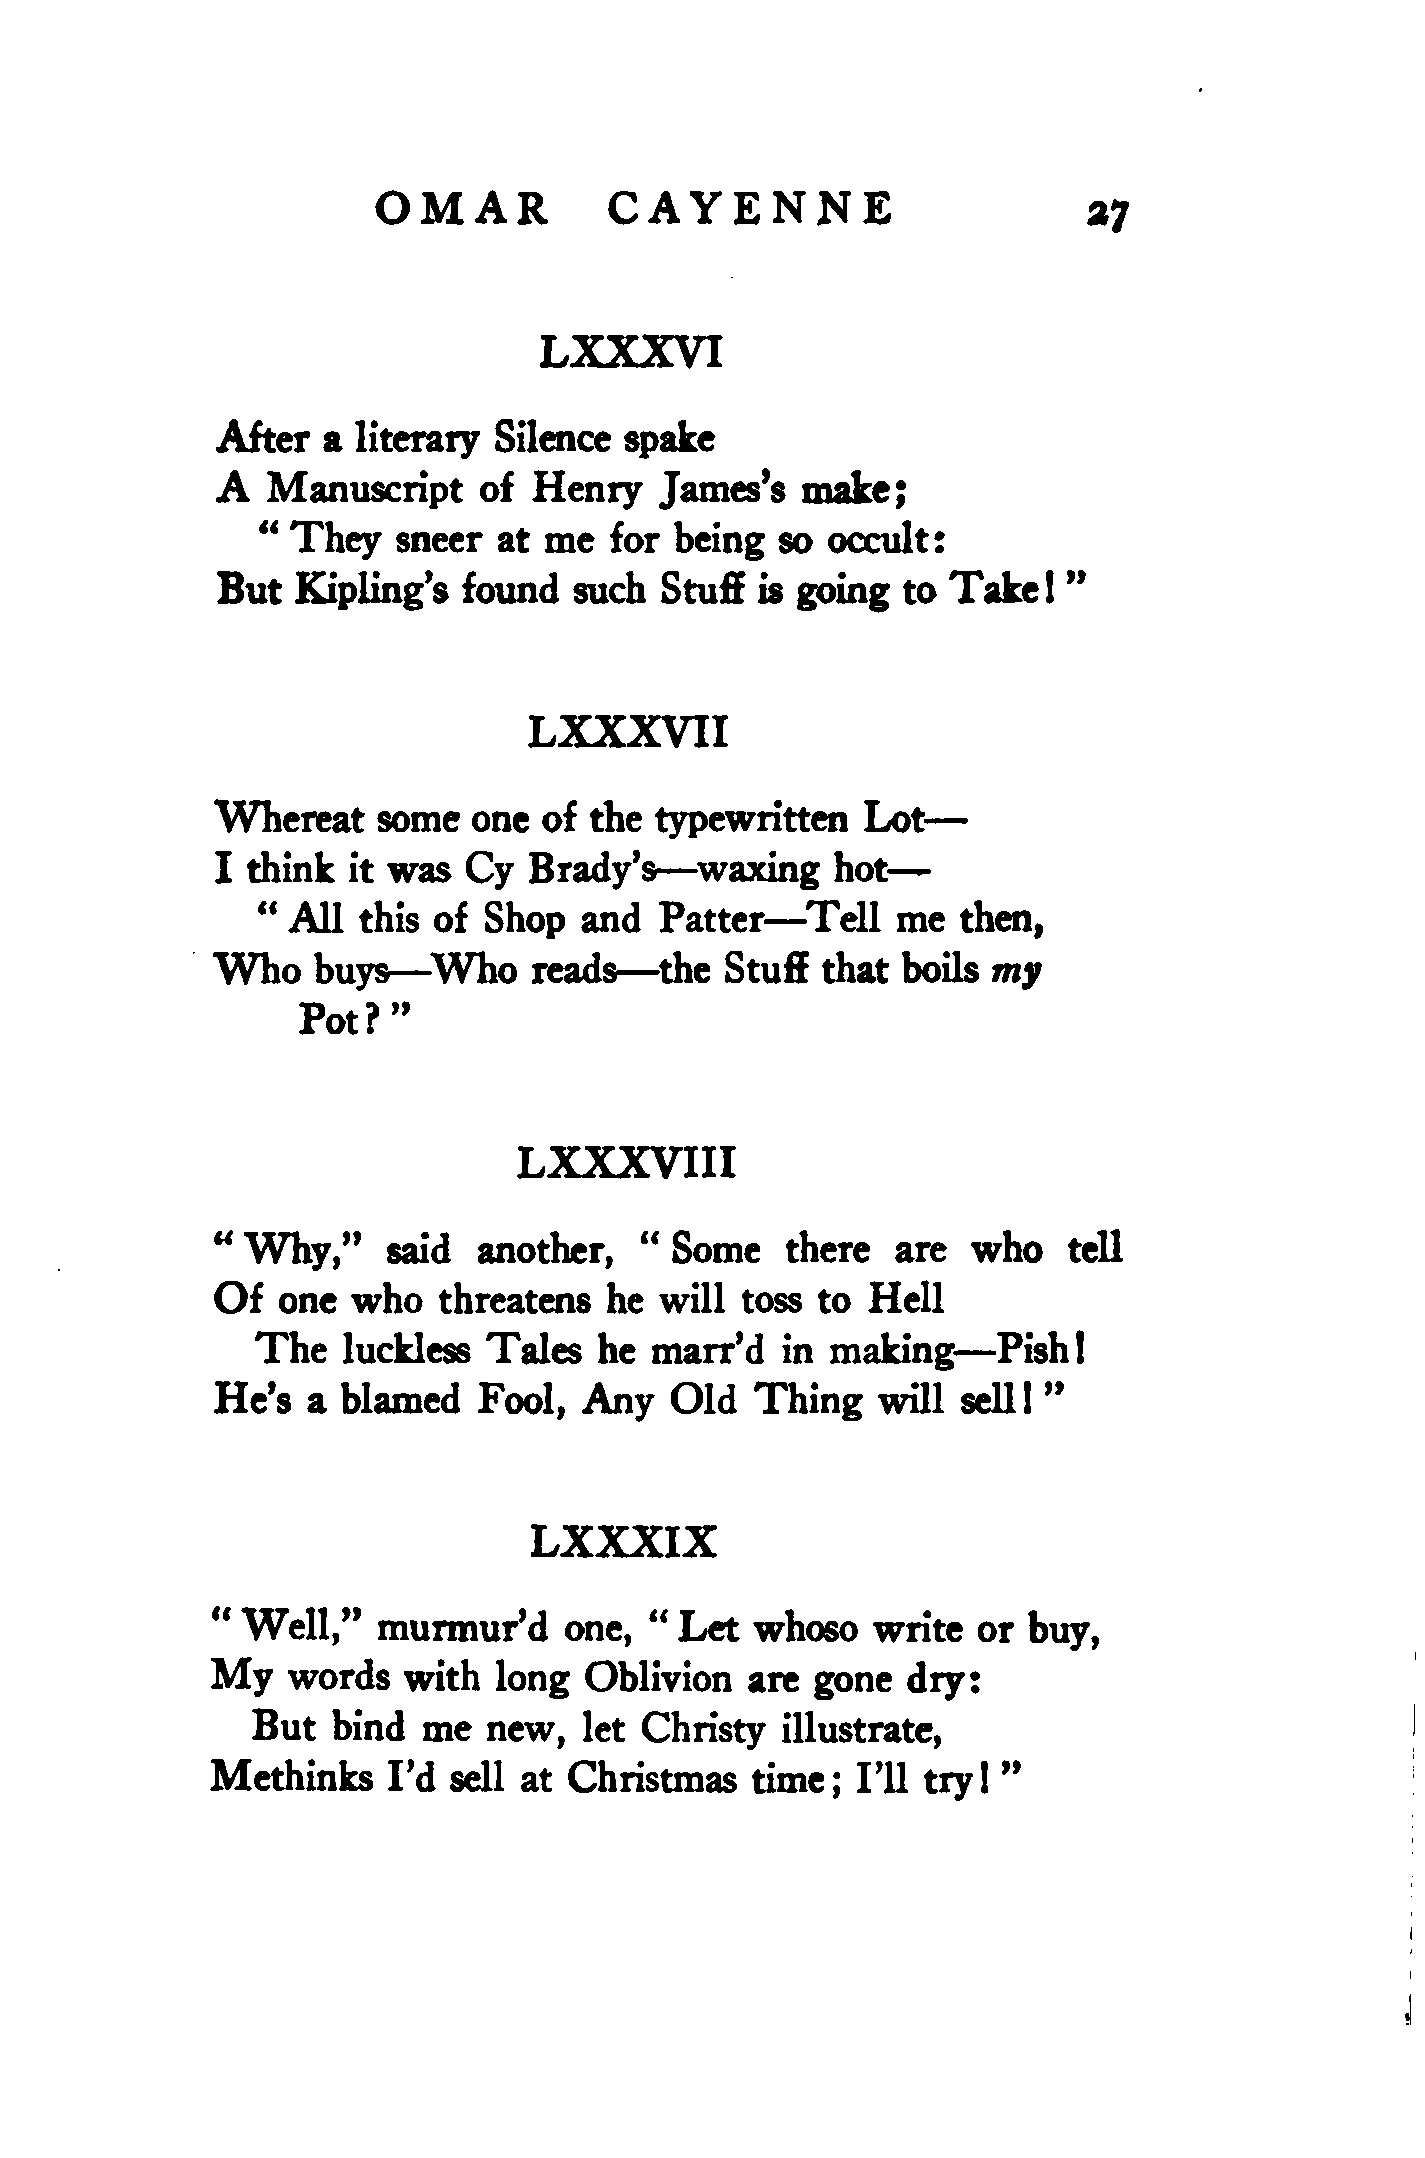 OMAR CAYENNE 27
LXXXVI
After a literary Silence spake
A Manuscript of Henry James's make;
“ They sneer at me for being so occult:
But Kipling's found such Stuff is going to Take! ”
LXXXVII
Whereat some one of the typewritten Lot—
I think it was Cy Brady's—waxing hot—
“ All this of Shop and Patter—Tell me then,
Who buys—Who reads—the Stuff that boils my
Pot? ”
LXXXVIII
“ Why,” said another, “ Some there are who tell
Of one who threatens he will toss to Hell
The luckless Tales he marr'd in making—Pish!
He's a blamed Fool, Any Old Thing will sell! ”
LXXXIX
“ Well,” murmur'd one, “ Let whoso write or buy,
My words with long Oblivion are gone dry:
But bind me new, let Christy illustrate,
Methinks I'd sell at Christmas time; I'll try! ”